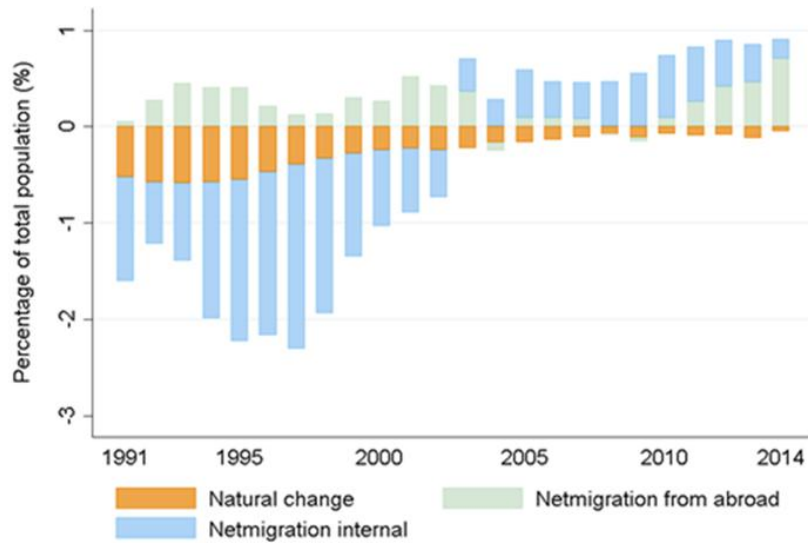 Percentage of total population (%)
1
0
-1
-2
-3
1991 1995 2000 2005 2010 2014
Natural change Netmigration from abroad
Netmigration internal